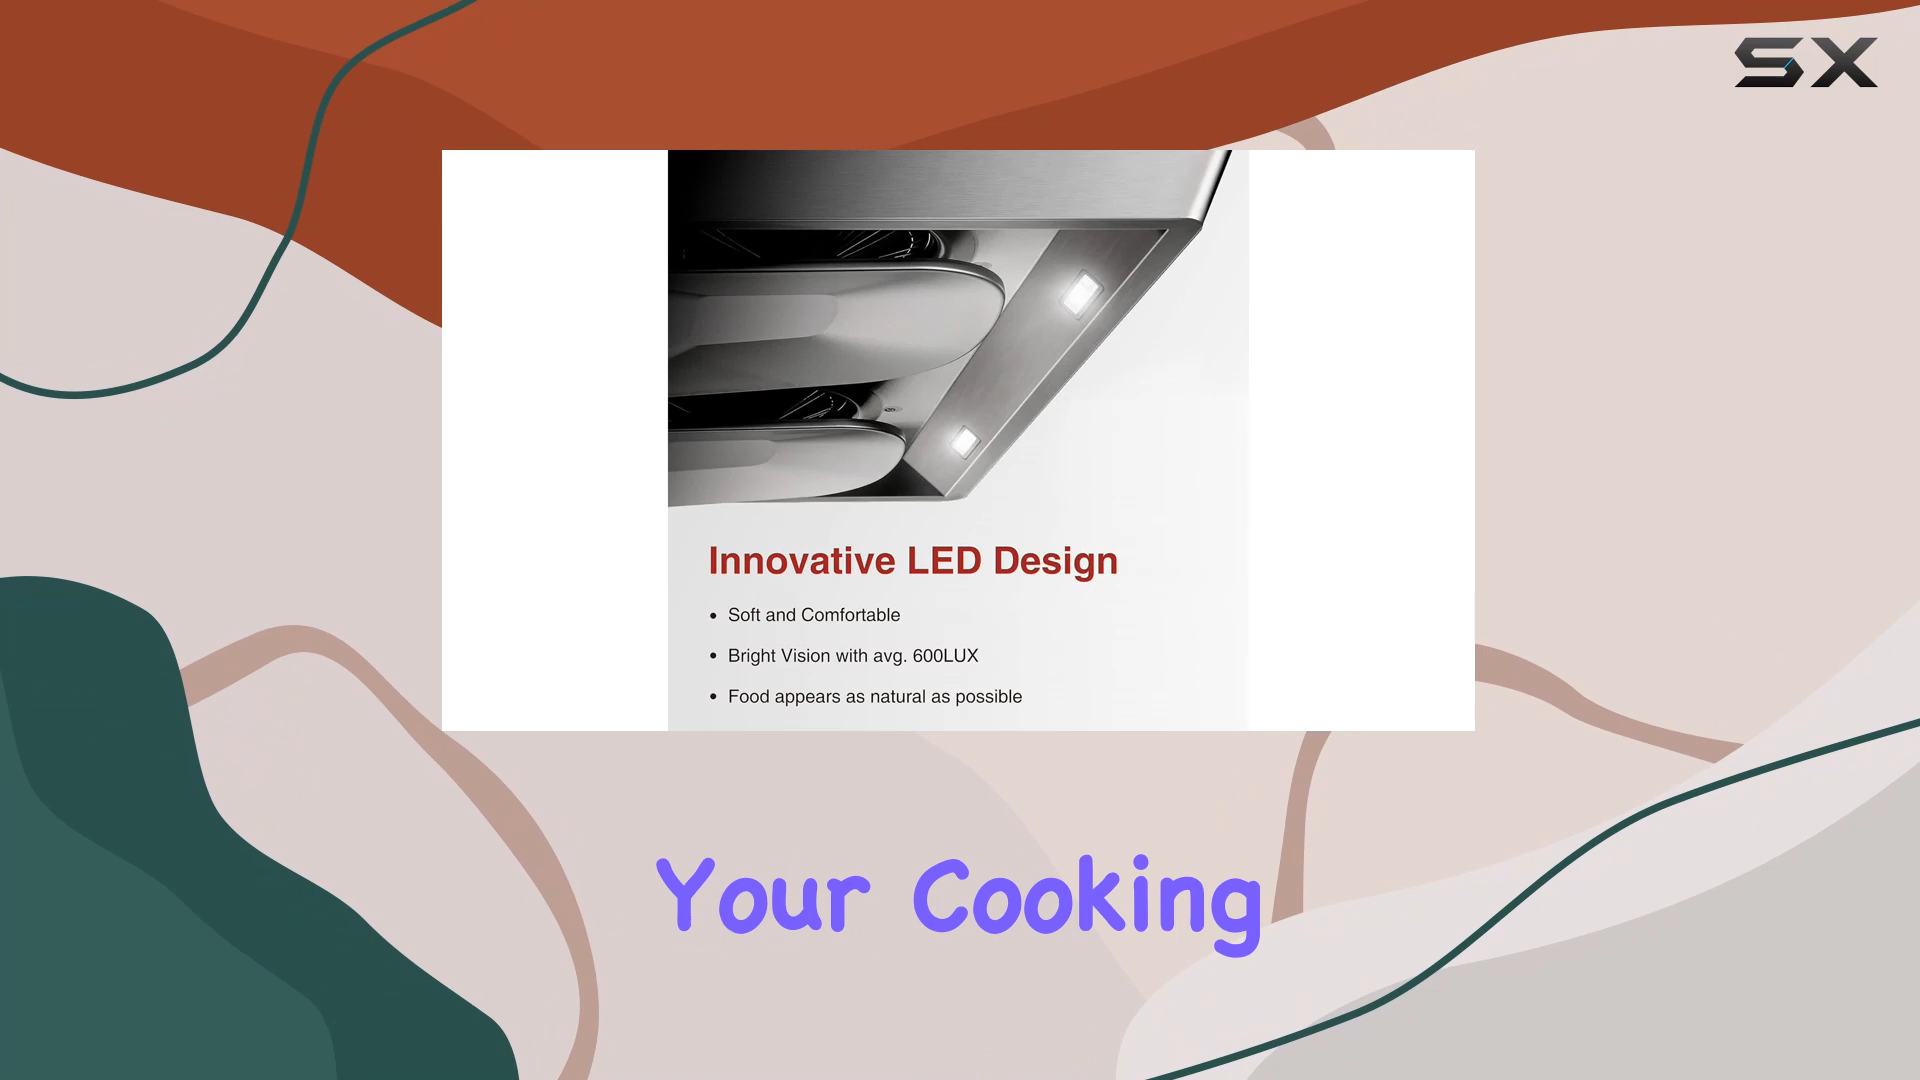 SX
Innovative LED Design
• Soft and Comfortable
• Bright Vision with avg. 600LUX
• Food appears as natural as possible
Your Cooking